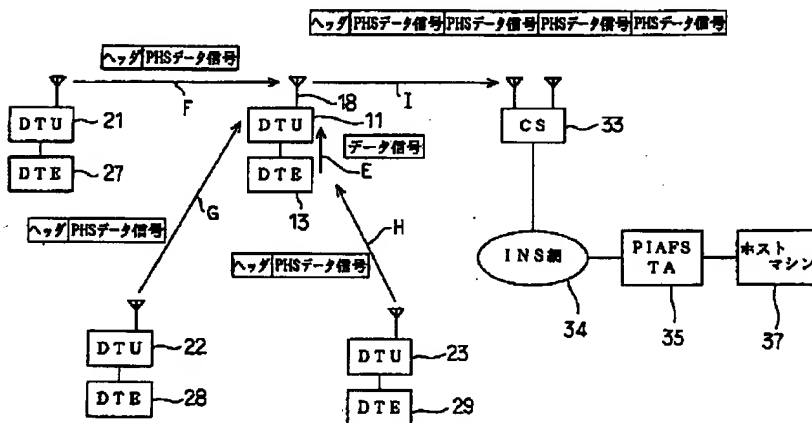 ヘッダ PHSデータ信号 PHSデータ信号 PHSデータ信号 PHSデータ信号
ヘッダ PHSデータ信号
F
I
18
DTU
21
DTU
11
CS
33
データ信号
DTE
27
DTE
E
13
G
H
ヘッダ PHSデータ信号
ヘッダ PHSデータ信号
INS網
34
PIAFS
TA
35
ホスト
マシン
37
DTU
22
DTU
23
DTE
28
DTE
29